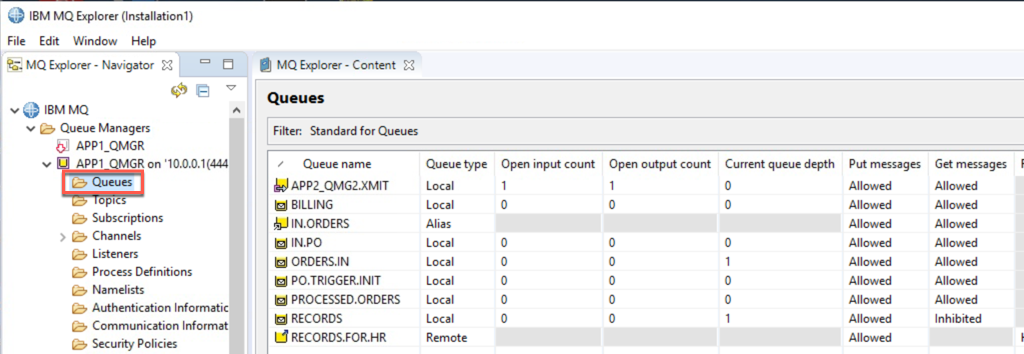 IBM MQ Explorer (Installation1)
File Edit Window Help
MQ Explorer - Navigator
IBM MQ
Queue Managers
APP1_QMGR
APP1_QMGR on '10.0.0.1(444
Queues
Topics
Subscriptions
Channels
Listeners
Process Definitions
Namelists
Authentication Informatic
Communication Informat
Security Policies
MQ Explorer - Content
Queues
Filter: Standard for Queues
Queue name Queue type Open input count Open output count Current queue depth Put messages Get messages
APP2_QMG2.XMIT Local 1 1 0 Allowed Allowed
BILLING Local 0 0 0 Allowed Allowed
IN.ORDERS Alias Allowed Allowed
IN.PO Local 0 0 0 Allowed Allowed
ORDERS.IN Local 0 0 1 Allowed Allowed
PO.TRIGGER.INIT Local 0 0 0 Allowed Allowed
PROCESSED.ORDERS Local 0 0 0 Allowed Allowed
RECORDS Local 0 0 1 Allowed Inhibited
RECORDS.FOR.HR Remote Allowed